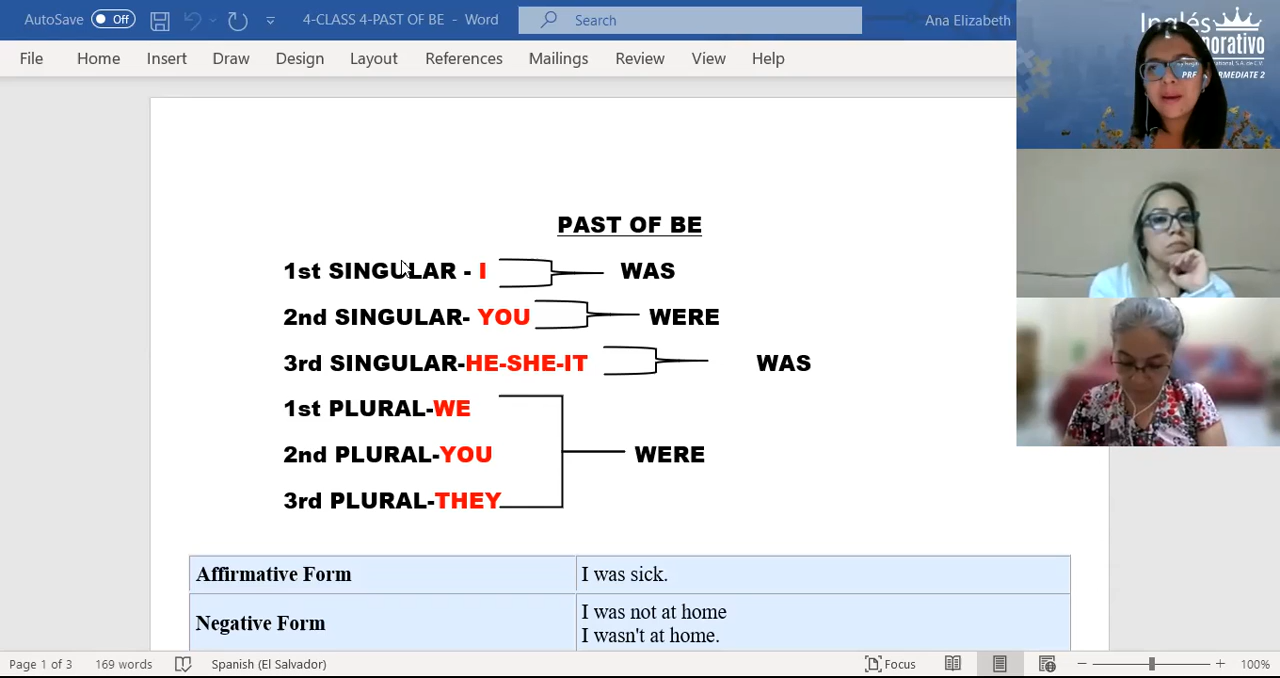 AutoSave Off 4-CLASS 4-PAST OF BE - Word Search Ana Elizabeth
File Home Insert Draw Design Layout References Mailings Review View Help
Inglés
PAST OF BE
1st SINGULAR - I WAS
2nd SINGULAR- YOU WERE
3rd SINGULAR-HE-SHE-IT WAS
1st PLURAL-WE
2nd PLURAL-YOU WERE
3rd PLURAL-THEY
Affirmative Form I was sick.
Negative Form I was not at home
I wasn't at home.
Page 1 of 3 169 words Spanish (El Salvador) Focus 100%